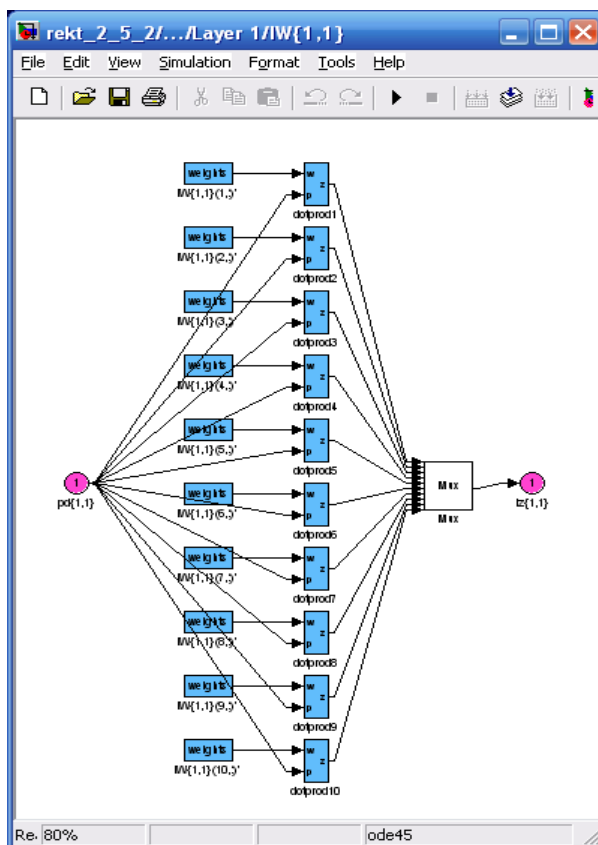 rekt_2_5_2/.../Layer 1/IW{1,1}
File Edit View Simulation Format Tools Help
weights
w
z
p
IW{1,1}(1,:)'
dotprod1
weights
w
z
p
IW{1,1}(2,:)'
dotprod2
weights
w
z
p
IW{1,1}(3,:)'
dotprod3
weights
w
z
p
IW{1,1}(4,:)'
dotprod4
weights
w
z
p
IW{1,1}(5,:)'
dotprod5
1
pd{1,1}
Mux
Mux
1
iz{1,1}
weights
w
z
p
IW{1,1}(6,:)'
dotprod6
weights
w
z
p
IW{1,1}(7,:)'
dotprod7
weights
w
z
p
IW{1,1}(8,:)'
dotprod8
weights
w
z
p
IW{1,1}(9,:)'
dotprod9
weights
w
z
p
IW{1,1}(10,:)'
dotprod10
Re. 80% ode45